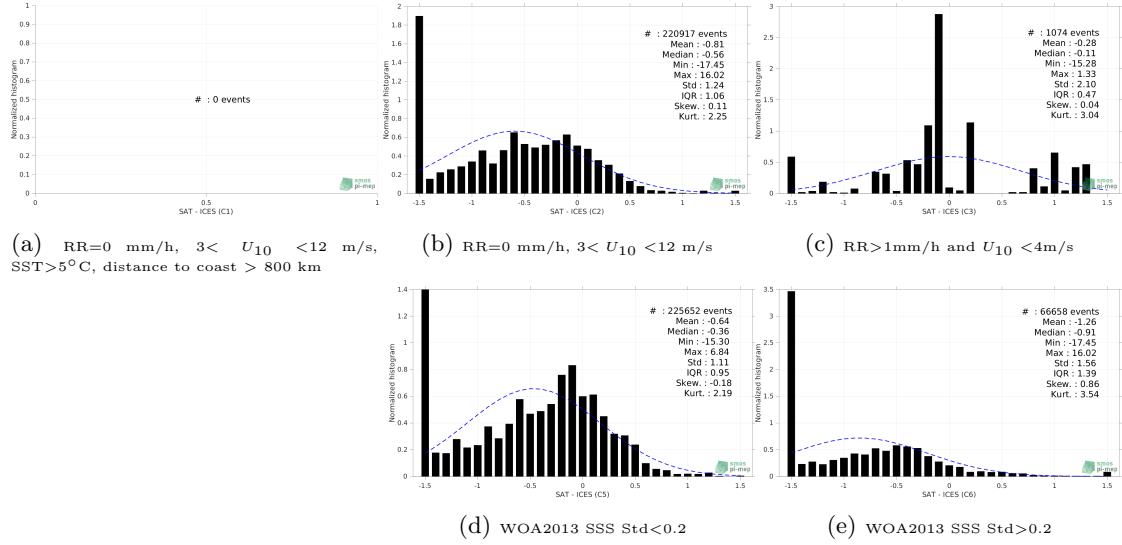 1
0.9
0.8
0.7
0.6
0.5
0.4
0.3
0.2
0.1
0
Normalized histogram
# : 0 events
smos
pi-mep
0 0.5 1
SAT - ICES (C1)
(a) RR=0 mm/h, 3< U10 <12 m/s,
SST>5°C, distance to coast > 800 km
2
1.8
1.6
1.4
1.2
1
0.8
0.6
0.4
0.2
0
Normalized histogram
# : 220917 events
Mean : -0.81
Median : -0.56
Min : -17.45
Max : 16.02
Std : 1.24
IQR : 1.06
Skew. : 0.11
Kurt. : 2.25
smos
pi-mep
-1.5 -1 -0.5 0 0.5 1 1.5
SAT - ICES (C2)
(b) RR=0 mm/h, 3< U10 <12 m/s
3
2.5
2
1.5
1
0.5
0
Normalized histogram
# : 1074 events
Mean : -0.28
Median : -0.11
Min : -15.28
Max : 1.33
Std : 2.10
IQR : 0.47
Skew. : 0.04
Kurt. : 3.04
smos
pi-mep
-1.5 -1 -0.5 0 0.5 1 1.5
SAT - ICES (C3)
(c) RR>1mm/h and U10 <4m/s
1.4
1.2
1
0.8
0.6
0.4
0.2
0
Normalized histogram
# : 225652 events
Mean : -0.64
Median : -0.36
Min : -15.30
Max : 6.84
Std : 1.11
IQR : 0.95
Skew. : -0.18
Kurt. : 2.19
smos
pi-mep
-1.5 -1 -0.5 0 0.5 1 1.5
SAT - ICES (C5)
(d) WOA2013 SSS Std<0.2
3.5
3
2.5
2
1.5
1
0.5
0
Normalized histogram
# : 66658 events
Mean : -1.26
Median : -0.91
Min : -17.45
Max : 16.02
Std : 1.56
IQR : 1.39
Skew. : 0.86
Kurt. : 3.54
smos
pi-mep
-1.5 -1 -0.5 0 0.5 1 1.5
SAT - ICES (C6)
(e) WOA2013 SSS Std>0.2